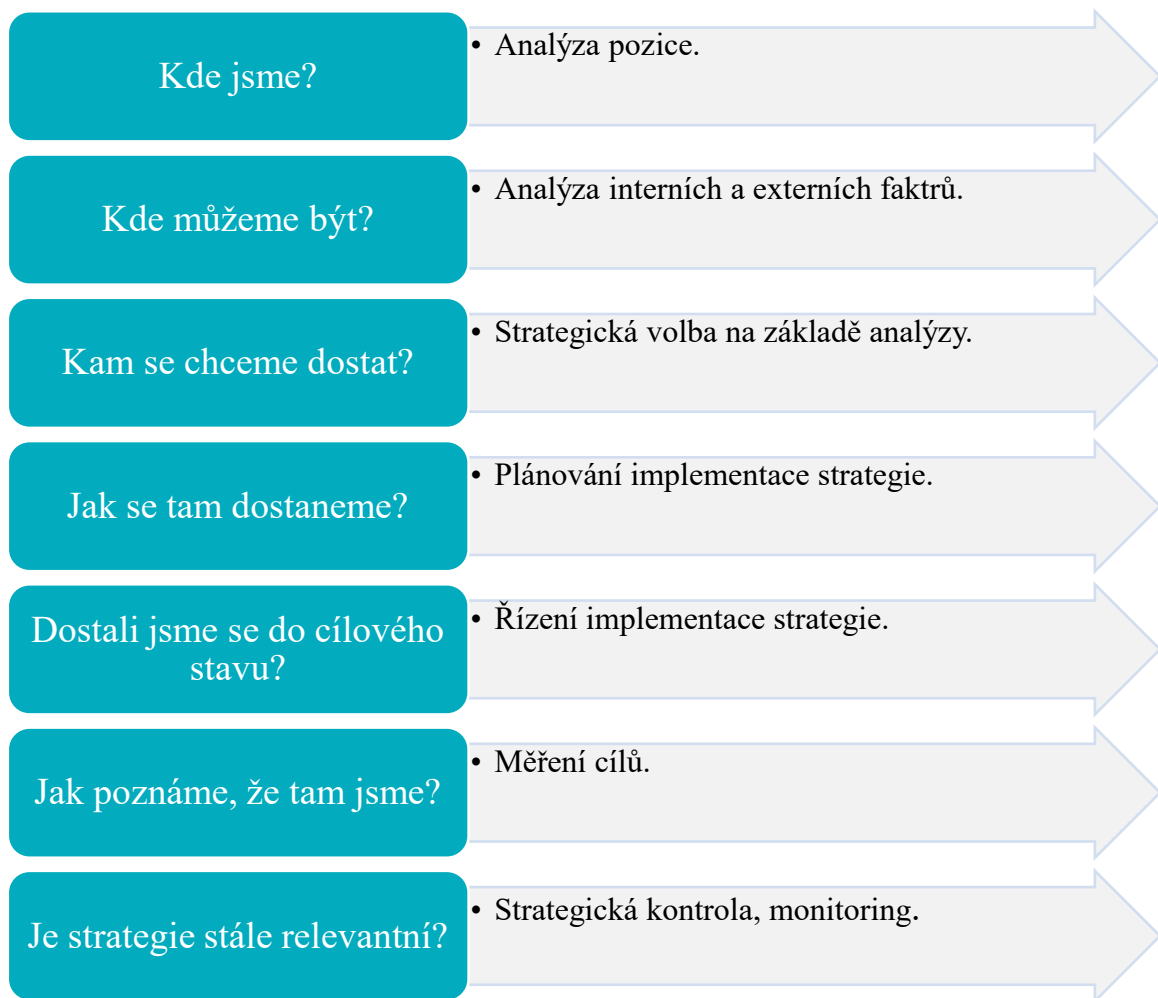 Kde jsme?
• Analýza pozice.
Kde můžeme být?
• Analýza interních a externích faktrů.
Kam se chceme dostat?
• Strategická volba na základě analýzy.
Jak se tam dostaneme?
• Plánování implementace strategie.
Dostali jsme se do cílového
stavu?
• Řízení implementace strategie.
Jak poznáme, že tam jsme?
• Měření cílů.
Je strategie stále relevantní?
• Strategická kontrola, monitoring.